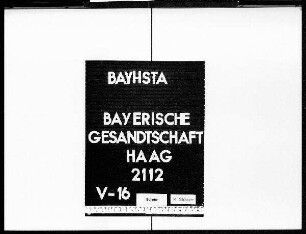 BAYHSTA
BAYERISCHE
GESANDTSCHAFT
HAAG
2112
V-16